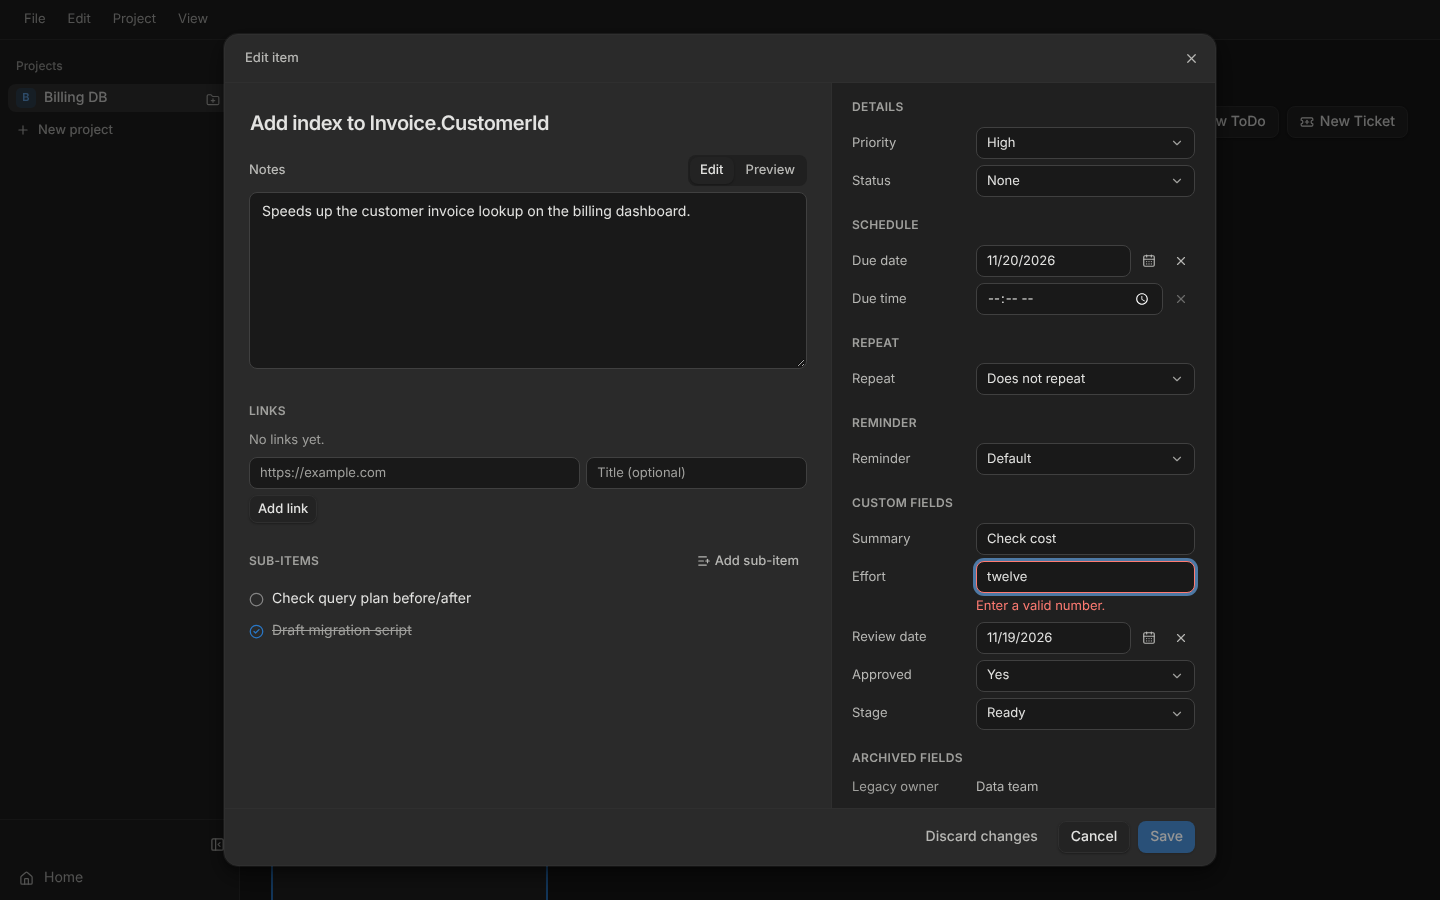 File Edit Project View
Projects
B Billing DB
New project
Home
w ToDo
New Ticket
Edit item
Add index to Invoice.CustomerId
Notes
Edit Preview
Speeds up the customer invoice lookup on the billing dashboard.
LINKS
No links yet.
https://example.com Title (optional)
Add link
SUB-ITEMS Add sub-item
Check query plan before/after
Draft migration script
DETAILS
Priority High
Status None
SCHEDULE
Due date 11/20/2026
Due time --:-- --
REPEAT
Repeat Does not repeat
REMINDER
Reminder Default
CUSTOM FIELDS
Summary Check cost
Effort twelve
Enter a valid number.
Review date 11/19/2026
Approved Yes
Stage Ready
ARCHIVED FIELDS
Legacy owner Data team
Discard changes Cancel Save